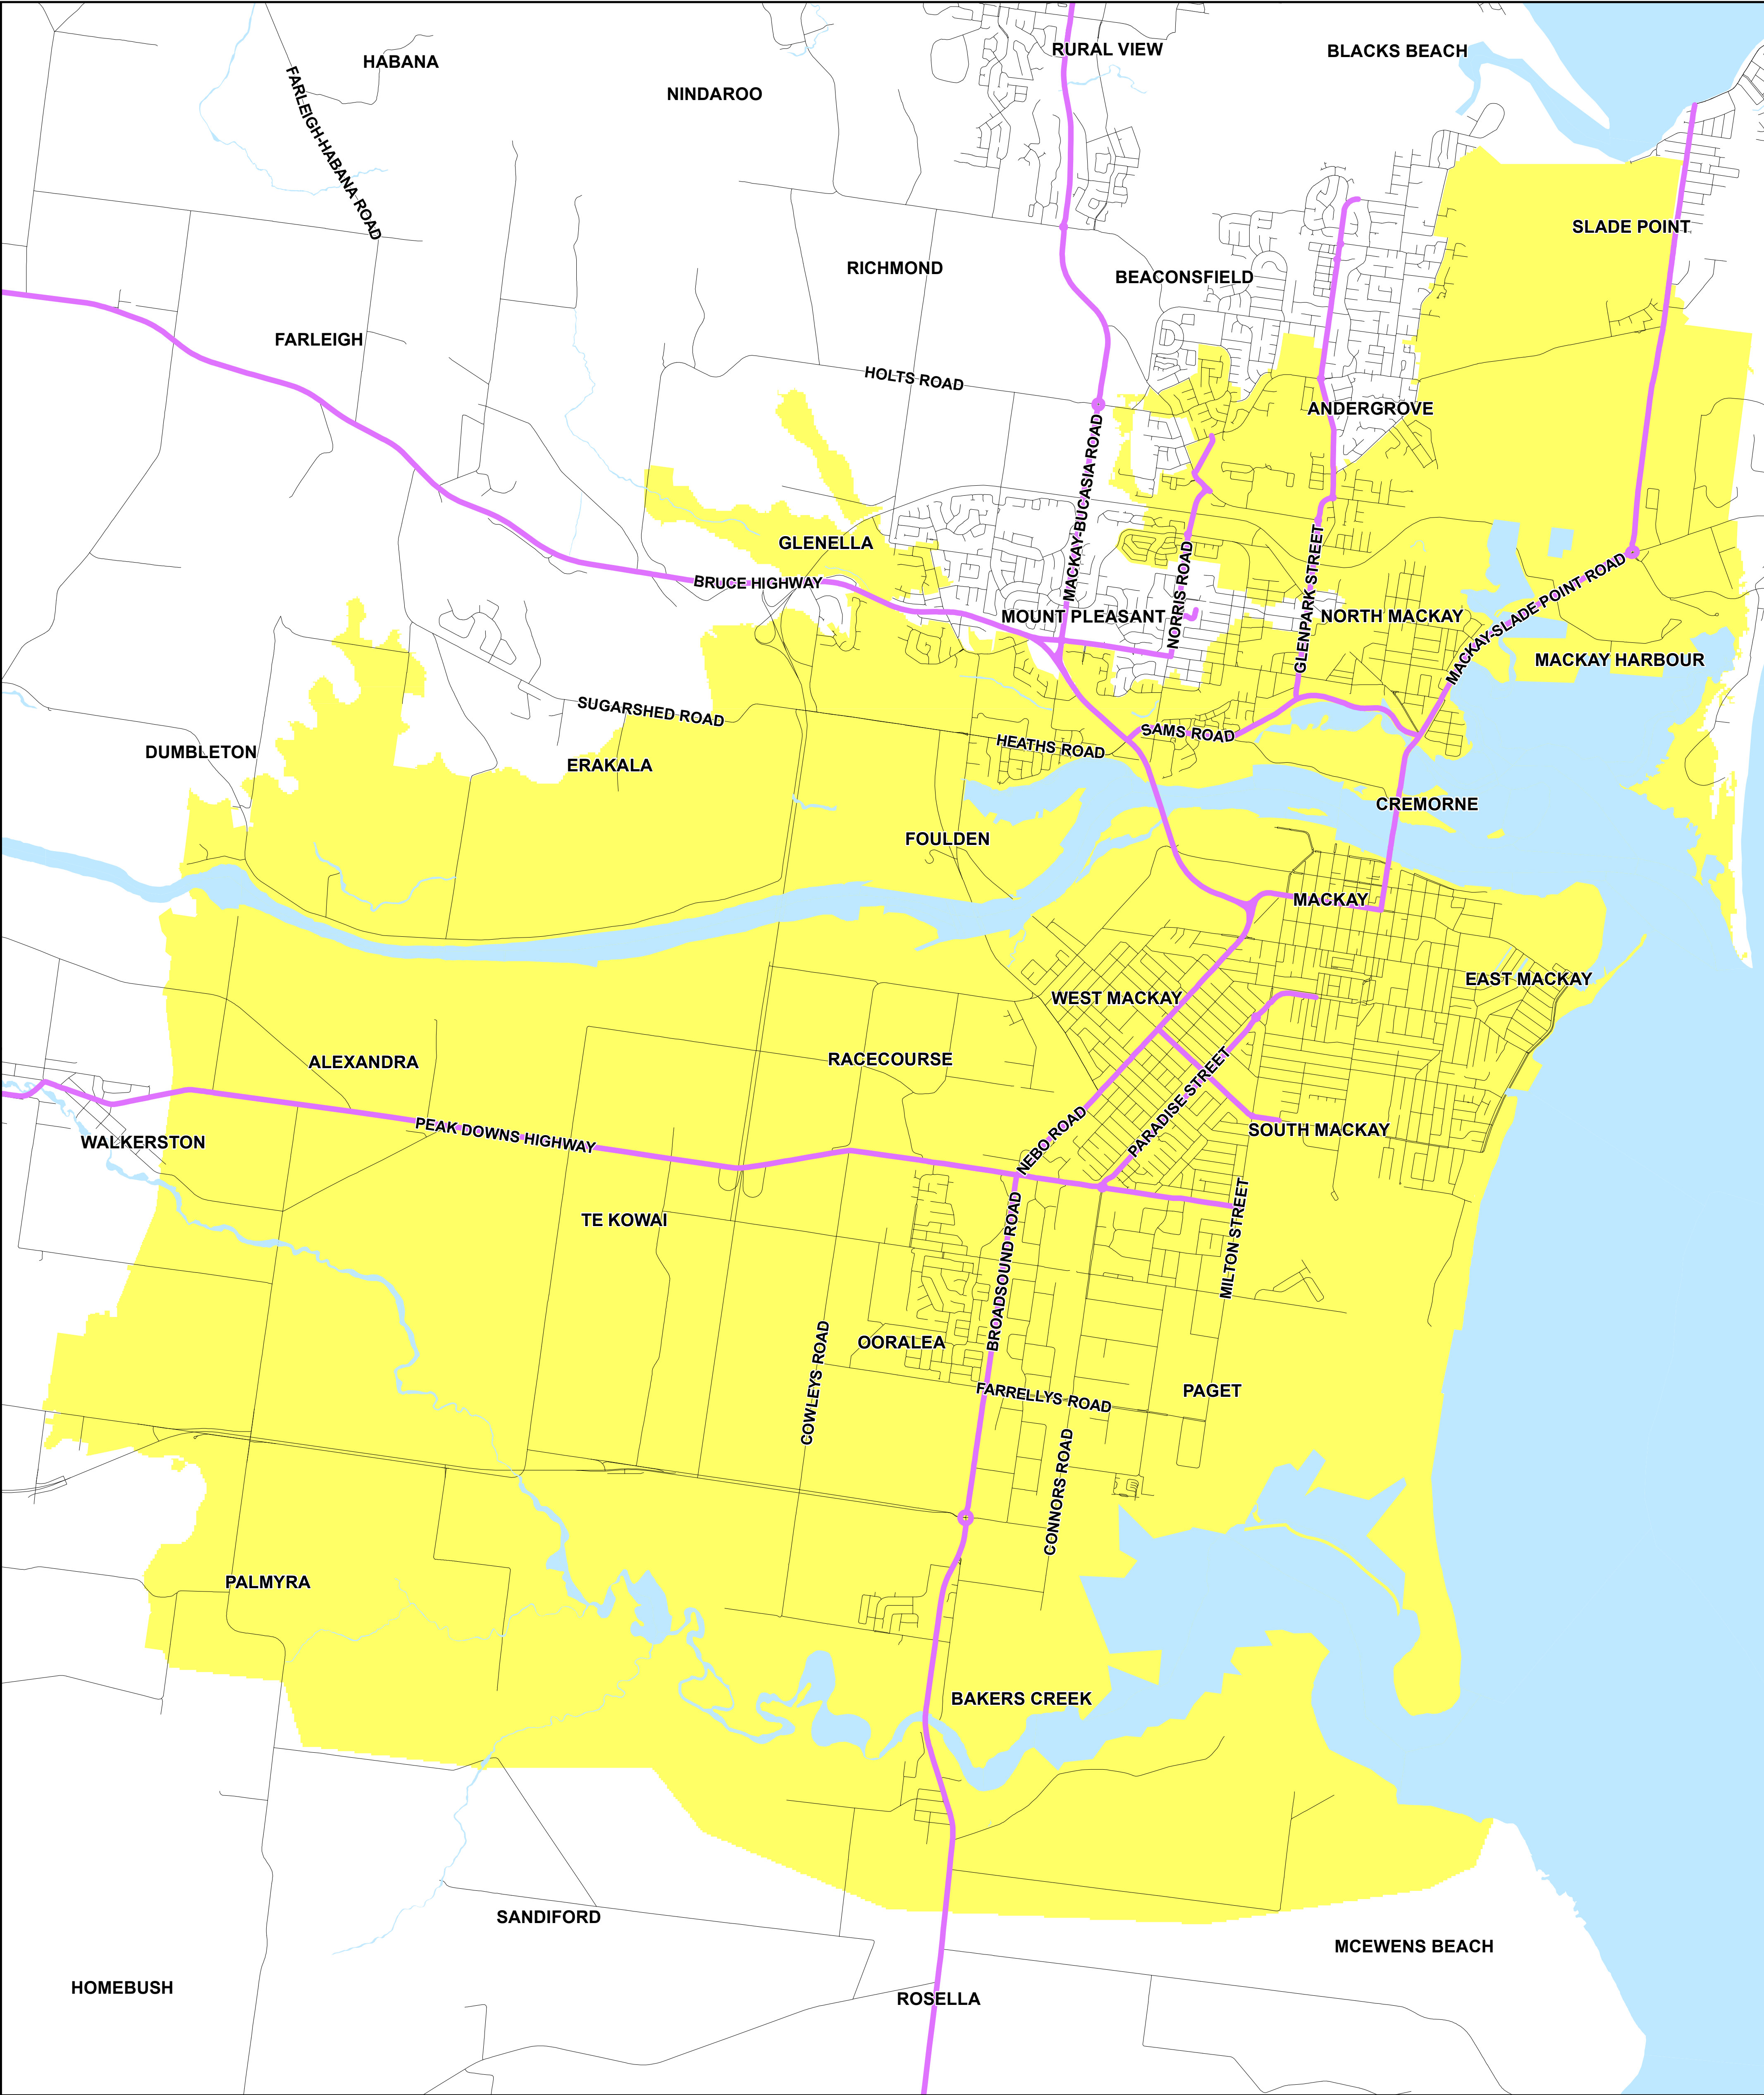 RURAL VIEW
BLACKS BEACH
HABANA
NINDAROO
FARLEIGH-HABANA ROAD
SLADE POINT
RICHMOND
BEACONSFIELD
FARLEIGH
HOLTS ROAD
ANDERGROVE
MACKAY-BUCASIA ROAD
GLENELLA
BRUCE HIGHWAY
NORRIS ROAD
GLENPARK STREET
MOUNT PLEASANT
NORTH MACKAY
MACKAY-SLADE POINT ROAD
MACKAY HARBOUR
SUGARSHED ROAD
SAMS ROAD
HEATHS ROAD
DUMBLETON
ERAKALA
CREMORNE
FOULDEN
MACKAY
EAST MACKAY
WEST MACKAY
RACECOURSE
ALEXANDRA
PARADISE STREET
NEBO ROAD
SOUTH MACKAY
PEAK DOWNS HIGHWAY
WALKERSTON
TE KOWAI
MILTON STREET
BROADSOUND ROAD
OORALEA
COWLEYS ROAD
FARRELLYS ROAD
PAGET
CONNORS ROAD
PALMYRA
BAKERS CREEK
SANDIFORD
MCEWENS BEACH
HOMEBUSH
ROSELLA